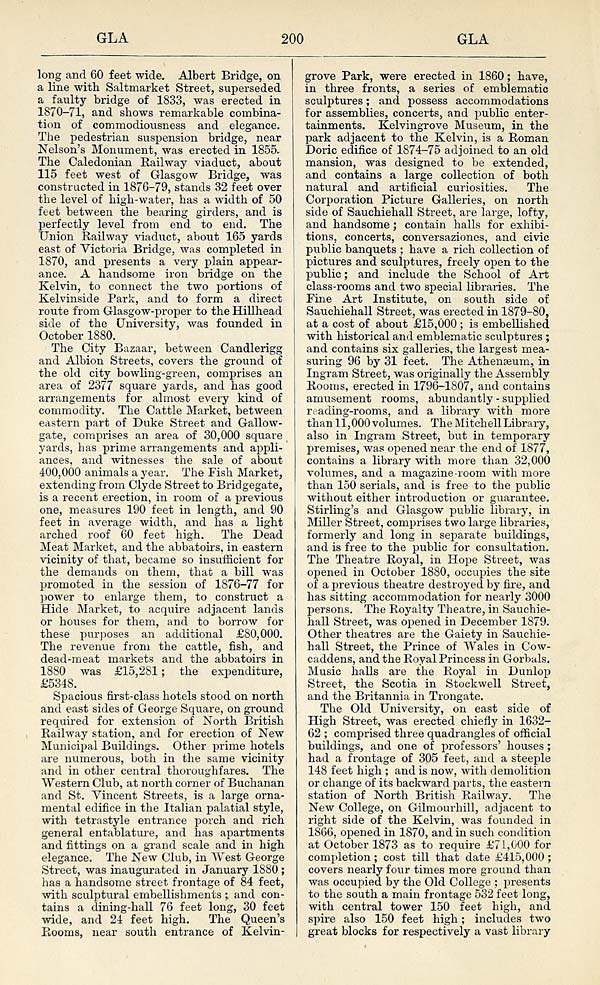 GLA 200 GLA
long and 60 feet wide. Albert Bridge, on
a line with Saltmarket Street, superseded
a faulty bridge of 1833, was erected in
1870-71, and shows remarkable combina-
tion of commodiousness and elegance.
The pedestrian suspension bridge, near
Nelson's Monument, was erected in 1855.
The Caledonian Railway viaduct, about
115 feet west of Glasgow Bridge, was
constructed in 1876-79, stands 32 feet over
the level of high-water, has a width of 50
feet between the bearing girders, and is
perfectly level from end to end. The
Union Railway viaduct, about 165 yards
east of Victoria Bridge, was completed in
1870, and presents a very plain appear-
ance. A handsome iron bridge on the
Kelvin, to connect the two portions of
Kelvinside Park, and to form a direct
route from Glasgow-proper to the Hillhead
side of the University, was founded in
October 1880.
The City Bazaar, between Candlerigg
and Albion Streets, covers the ground of
the old city bowling-green, comprises an
area of 2377 square yards, and has good
arrangements for almost every kind of
commodity. The Cattle Market, between
eastern part of Duke Street and Gallow-
gate, comprises an area of 30,000 square
yards, has prime arrangements and appli-
ances, and witnesses the sale of about
400,000 animals a year. The Fish Market,
extending from Clyde Street to Bridgegate,
is a recent erection, in room of a previous
one, measures 190 feet in length, and 90
feet in average width, and has a light
arched roof 60 feet high. The Dead
Meat Market, and the abbatoirs, in eastern
vicinity of that, became so insufficient for
the demands on them, that a bill was
promoted in the session of 1876-77 for
power to enlarge them, to construct a
Hide Market, to acquire adjacent lands
or houses for them, and to borrow for
these purposes an additional £80,000.
The revenue from the cattle, fish, and
dead-meat markets and the abbatoirs in
1880 was £15,281; the expenditure,
£5348.
Spacious first-class hotels stood on north
and east sides of George Square, on ground
required for extension of North British
Railway station, and for erection of New
Municipal Buildings. Other prime hotels
are numerous, both in the same vicinity
and in other central thoroughfares. The
Western Club, at north corner of Buchanan
and St. Vincent Streets, is a large orna-
mental edifice in the Italian palatial style,
with tetrastyle entrance porch and rich
general entablature, and has apartments
and fittings on a grand scale and in high
elegance. The New Club, in West George
Street, was inaugurated in January 1880;
has a handsome street frontage of 84 feet,
with sculptural embellishments; and con-
tains a dining-hall 76 feet long, 30 feet
wide, and 24 feet high. The Queen's
Rooms, near south entrance of Kelvin-
grove Park, were erected in 1860; have,
in three fronts, a series of emblematic
sculptures; and possess accommodations
for assemblies, concerts, and public enter-
tainments. Kelvingrove Museum, in the
park adjacent to the Kelvin, is a Roman
Doric edifice of 1874-75 adjoined to an old
mansion, was designed to be extended,
and contains a large collection of both
natural and artificial curiosities. The
Corporation Picture Galleries, on north
side of Sauchiehall Street, are large, lofty,
and handsome; contain halls for exhibi-
tions, concerts, conversaziones, and civic
public banquets; have a rich collection of
pictures and sculptures, freely open to the
public; and include the School of Art
class-rooms and two special libraries. The
Fine Art Institute, on south side of
Sauchiehall Street, was erected in 1879-80,
at a cost of about £15,000; is embellished
with historical and emblematic sculptures;
and contains six galleries, the largest mea-
suring 96 by 31 feet. The Athenæum, in
Ingram Street, was originally the Assembly
Rooms, erected in 1796-1807, and contains
amusement rooms, abundantly-supplied
reading-rooms, and a library with more
than 11,000 volumes. The Mitchell Library,
also in Ingram Street, but in temporary
premises, was opened near the end of 1877,
contains a library with more than 32,000
volumes, and a magazine-room with more
than 150 serials, and is free to the public
without either introduction or guarantee.
Stirling's and Glasgow public library, in
Miller Street, comprises two large libraries,
formerly and long in separate buildings,
and is free to the public for consultation.
The Theatre Royal, in Hope Street, was
opened in October 1880, occupies the site
of a previous theatre destroyed by fire, and
has sitting accommodation for nearly 3000
persons. The Royalty Theatre, in Sauchie-
hall Street, was opened in December 1879.
Other theatres are the Gaiety in Sauchie-
hall Street, the Prince of Wales in Cow-
caddens, and the Royal Princess in Gorbals.
Music halls are the Royal in Dunlop
Street, the Scotia in Stockwell Street,
and the Britannia in Trongate.
The Old University, on east side of
High Street, was erected chiefly in 1632-
62; comprised three quadrangles of official
buildings, and one of professors' houses;
had a frontage of 305 feet, and a steeple
148 feet high; and is now, with demolition
or change of its backward parts, the eastern
station of North British Railway. The
New College, on Gilmourhill, adjacent to
right side of the Kelvin, was founded in
1866, opened in 1870, and in such condition
at October 1873 as to require £71,000 for
completion; cost till that date £415,000;
covers nearly four times more ground than
was occupied by the Old College; presents
to the south a main frontage 532 feet long,
with central tower 150 feet high, and
spire also 150 feet high; includes two
great blocks for respectively a vast library